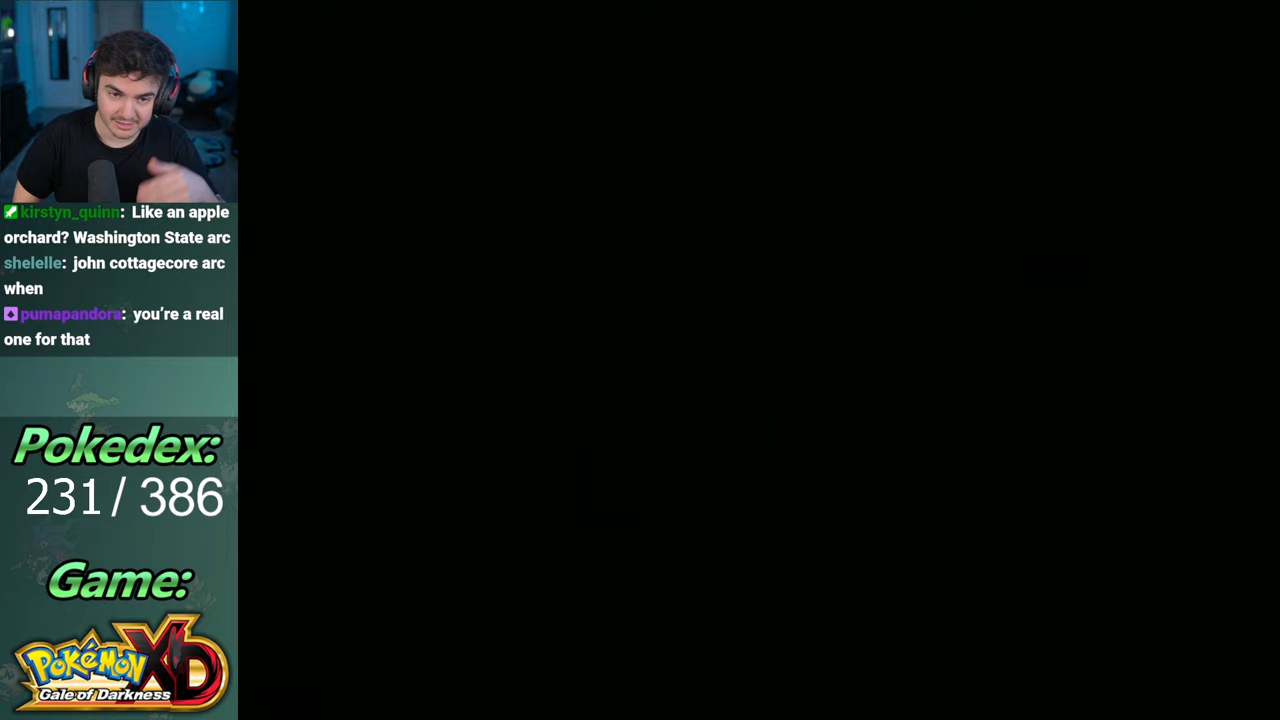 kirstyn_quinn: Like an apple
orchard? Washington State arc
shelelle: john cottagecore arc
when
pumapandora: you're a real
one for that
Pokedex:
231 / 386
Game:
POKéMON XD
Gale of Darkness